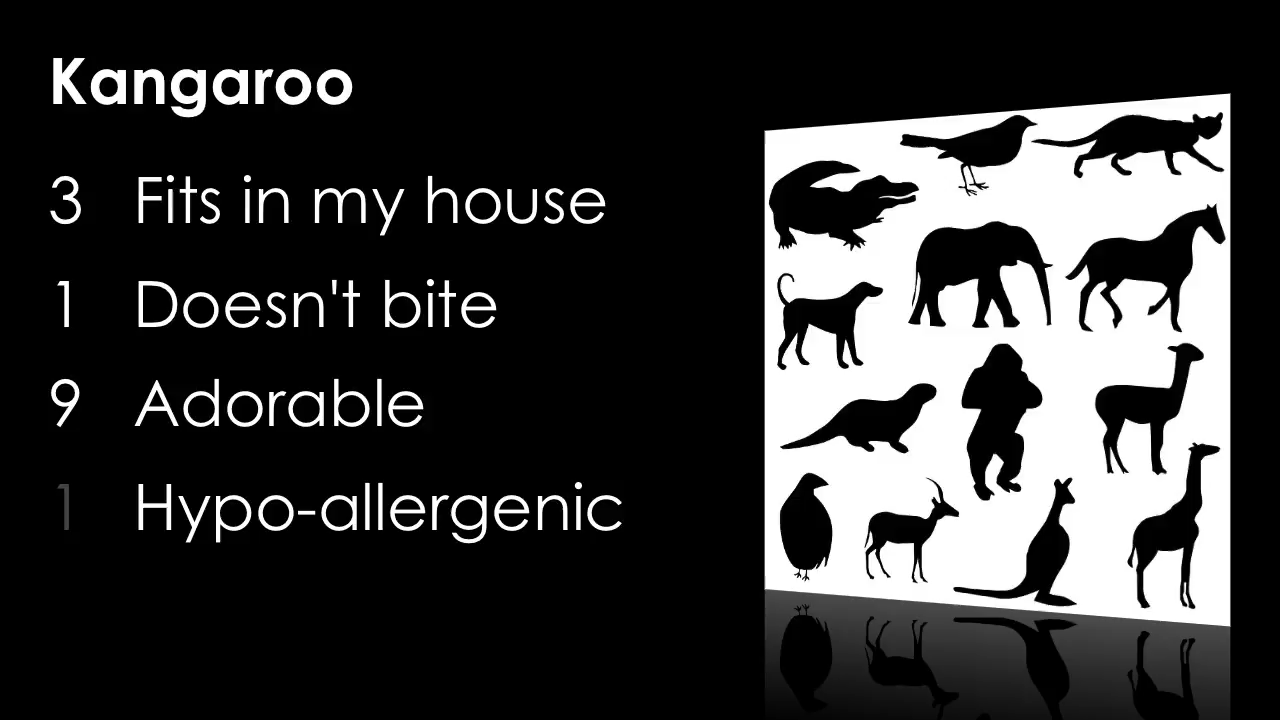 Kangaroo
3 Fits in my house
1 Doesn't bite
9 Adorable
1 Hypo-allergenic